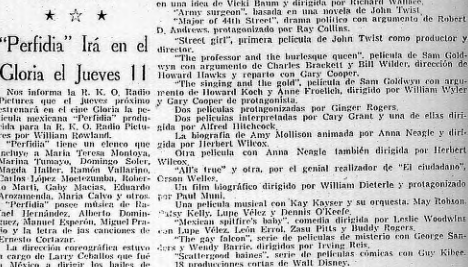 "Perfidia" Irá en el
Gloria el Jueves 11
Nos informa la R. K. O. Radio
Pictures que el jueves próximo
estrenará en el cine Gloria la pe-
lícula mexicana "Perfidia" produ-
cida para la R. K. O. Radio Pictu-
res por William Rowland.
"Perfidia" tiene un elenco que
incluye a María Teresa Montoya,
Marina Tamayo, Domingo Soler,
Magda Haller, Ramón Vallarino,
Carlos López Moctezuma, Rober-
to Martí, Gaby Macías, Eduardo
Arozamena, María Calvo y otros.
"Perfidia" posee música de Ra-
fael Hernández, Alberto Domín-
guez, Manuel Esperón, Miguel Pra-
do y la letra de las canciones de
Ernesto Cortazar.
La dirección coreográfica estuvo
a cargo de Larry Ceballos que fué
a México a dirigir los bailes de
en una idea de Vicki Baum y dirigida por Richard Wallace.
"Army surgeon", basada en una novela de John Twist.
"Major of 44th Street", drama político con argumento de Robert
D. Andrews, protagonizado por Ray Collins.
"Street girl", primera película de John Twist como productor y
director.
"The professor and the burlesque queen", película de Sam Gold-
wyn con argumento de Charles Brackett y Bill Wilder, dirección de
Howard Hawks y reparto con Gary Cooper.
"The singing and the gold", película de Sam Goldwyn con argu-
mento de Howard Koch y Anne Froelich, dirigida por William Wyler
y Gary Cooper de protagonista.
Dos películas protagonizadas por Ginger Rogers.
Dos películas interpretadas por Cary Grant y una de ellas diri-
gida por Alfred Hitchcock.
La biografía de Amy Mollison animada por Anna Neagle y diri-
gida por Herbert Wilcox.
Otra película con Anna Neagle también dirigida por Herbert
Wilcox.
"All's true" y otra, por el genial realizador de "El ciudadano",
Orson Welles.
Un film biográfico dirigido por William Dieterle y protagonizado
por Paul Muni.
Una película musical con Kay Kayser y su orquesta, May Robson,
Patsy Kelly, Lupe Vélez y Dennis O'Keefe.
"Mexican spitfire's baby", comedia dirigida por Leslie Goodwins
con Lupe Vélez, León Errol, Zasu Pitts y Buddy Rogers.
"The gay falcon", serie de películas de misterio con George San-
ders y Wendy Barrie, dirigidos por Irving Reis.
"Scattergood baines", serie de películas cómicas con Guy Kibee
18 producciones cortas de Walt Disney.